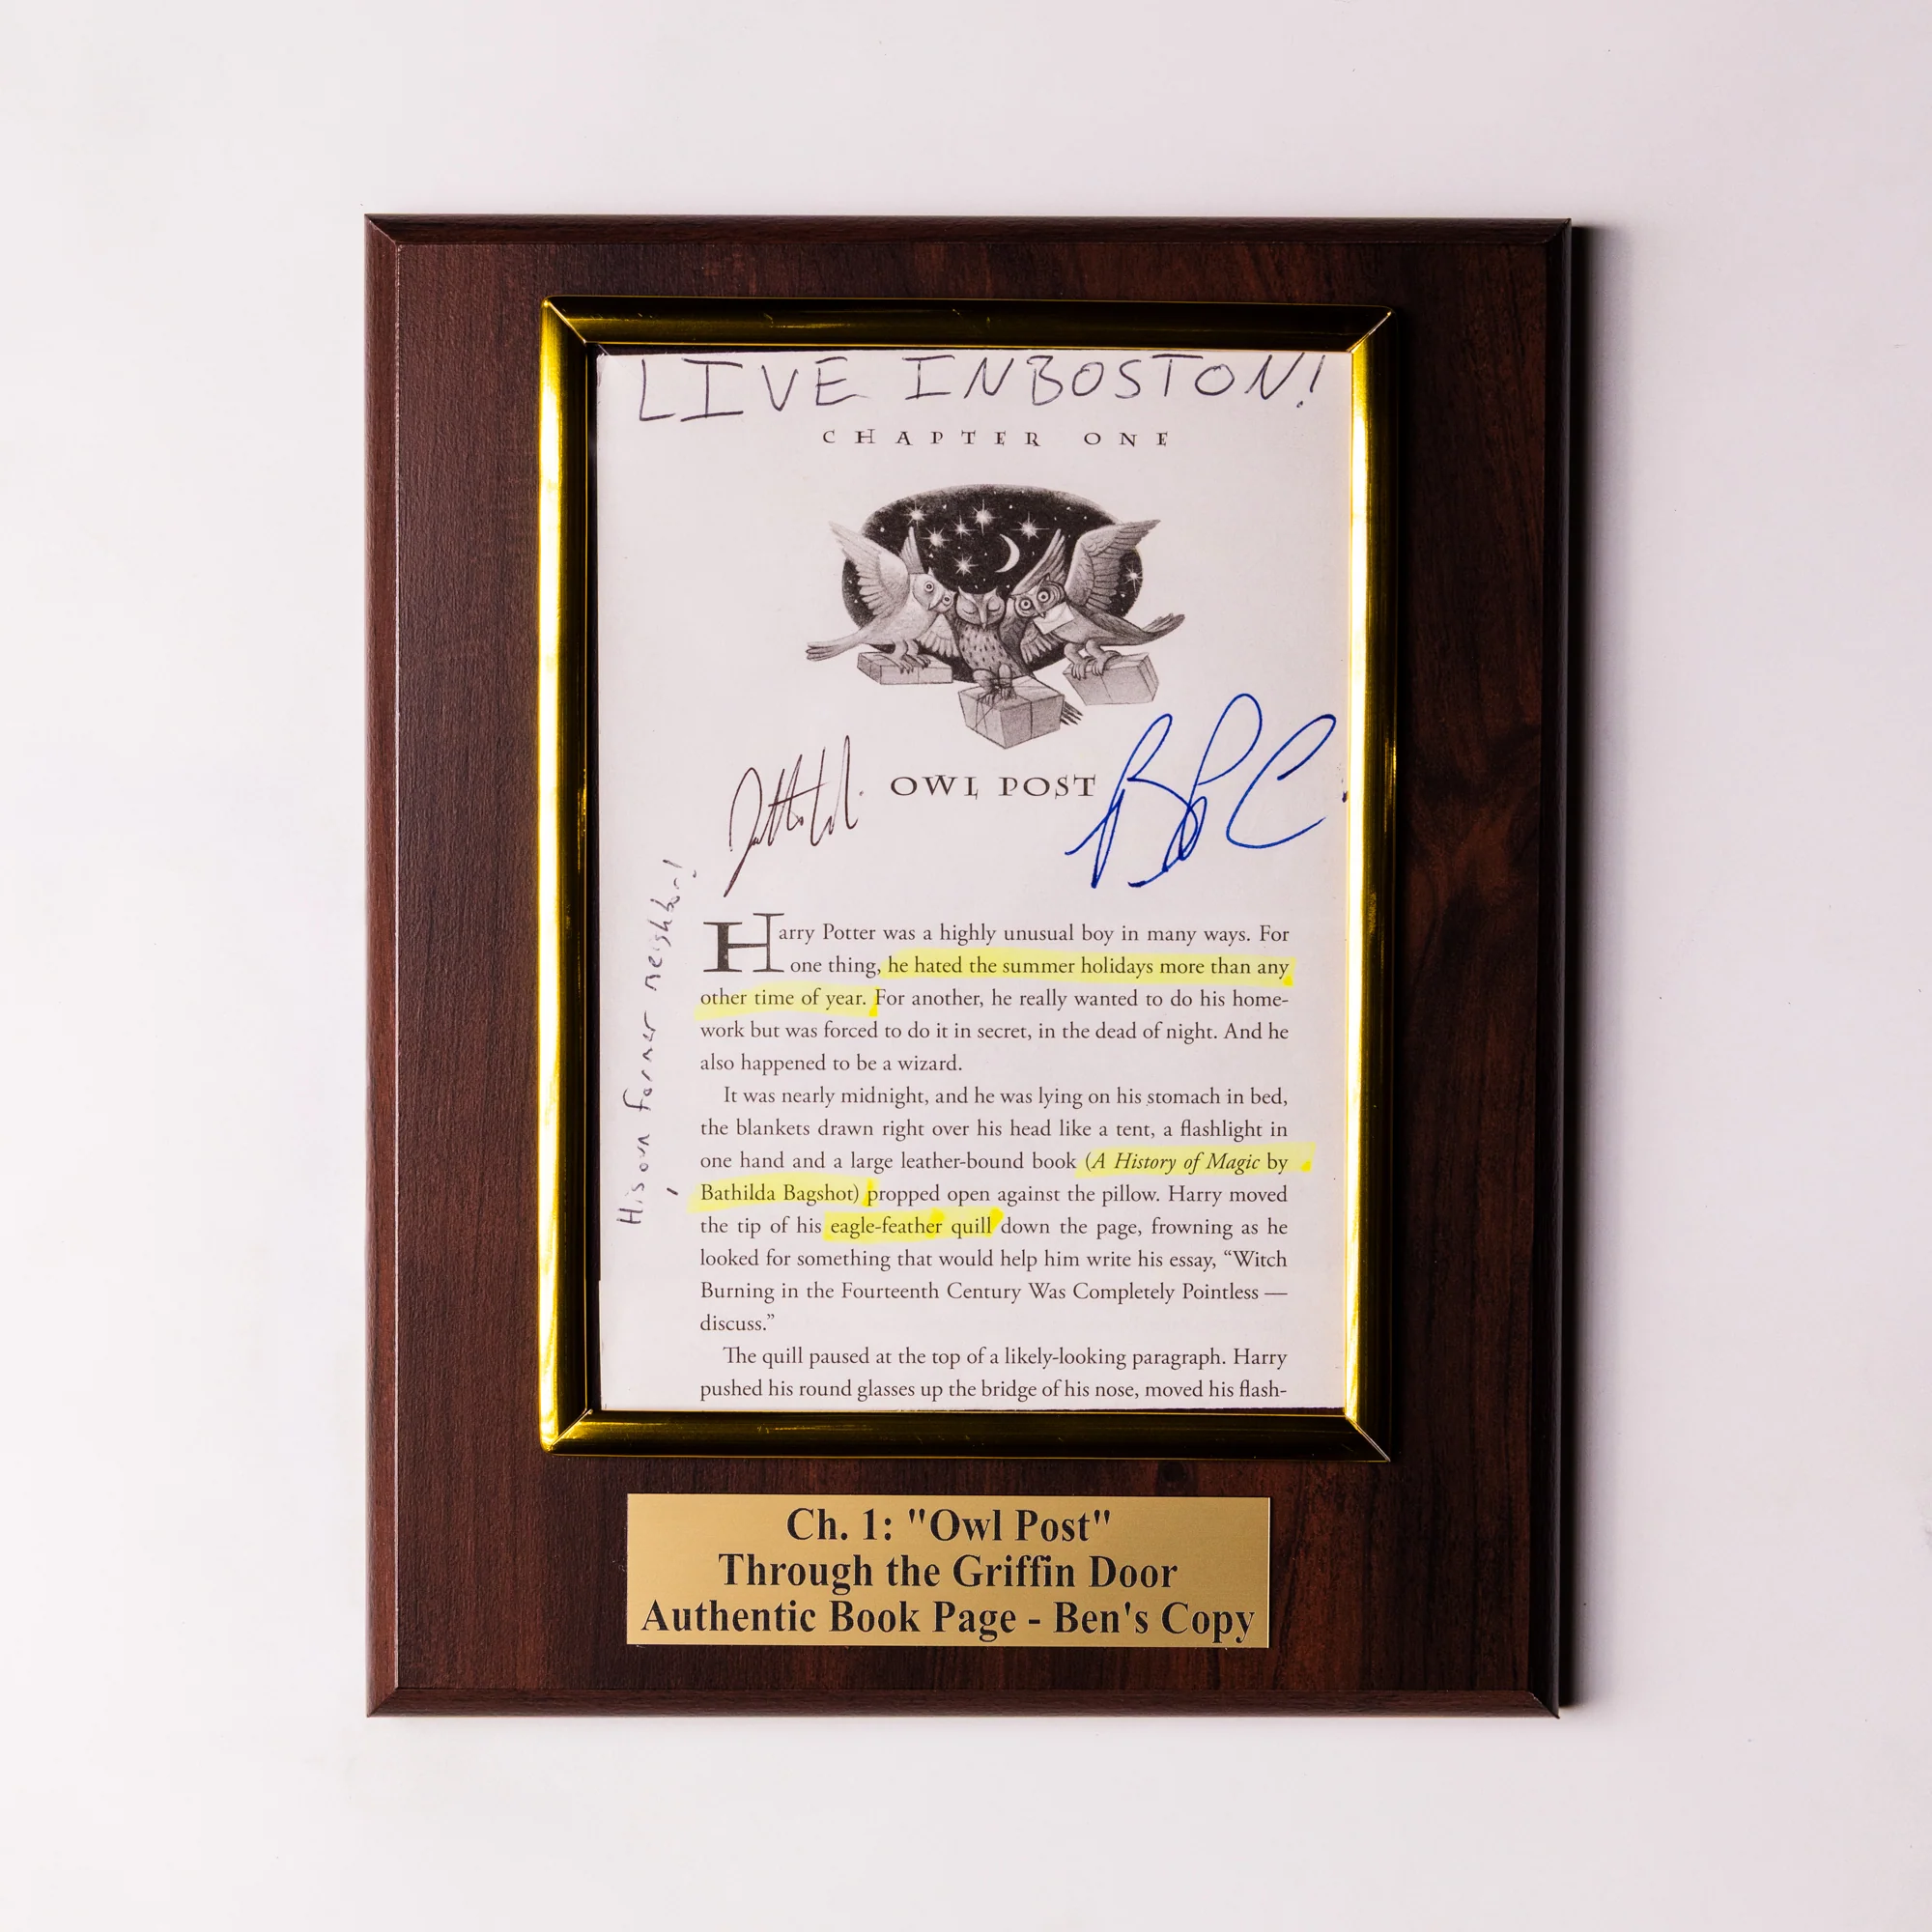 LIVE IN BOSTON!
CHAPTER ONE
OWL POST
BPC
His own former neighbor!
Harry Potter was a highly unusual boy in many ways. For
one thing, he hated the summer holidays more than any
other time of year. For another, he really wanted to do his home-
work but was forced to do it in secret, in the dead of night. And he
also happened to be a wizard.
It was nearly midnight, and he was lying on his stomach in bed,
the blankets drawn right over his head like a tent, a flashlight in
one hand and a large leather-bound book (A History of Magic by
Bathilda Bagshot) propped open against the pillow. Harry moved
the tip of his eagle-feather quill down the page, frowning as he
looked for something that would help him write his essay, “Witch
Burning in the Fourteenth Century Was Completely Pointless —
discuss.”
The quill paused at the top of a likely-looking paragraph. Harry
pushed his round glasses up the bridge of his nose, moved his flash-
Ch. 1: "Owl Post"
Through the Griffin Door
Authentic Book Page - Ben's Copy